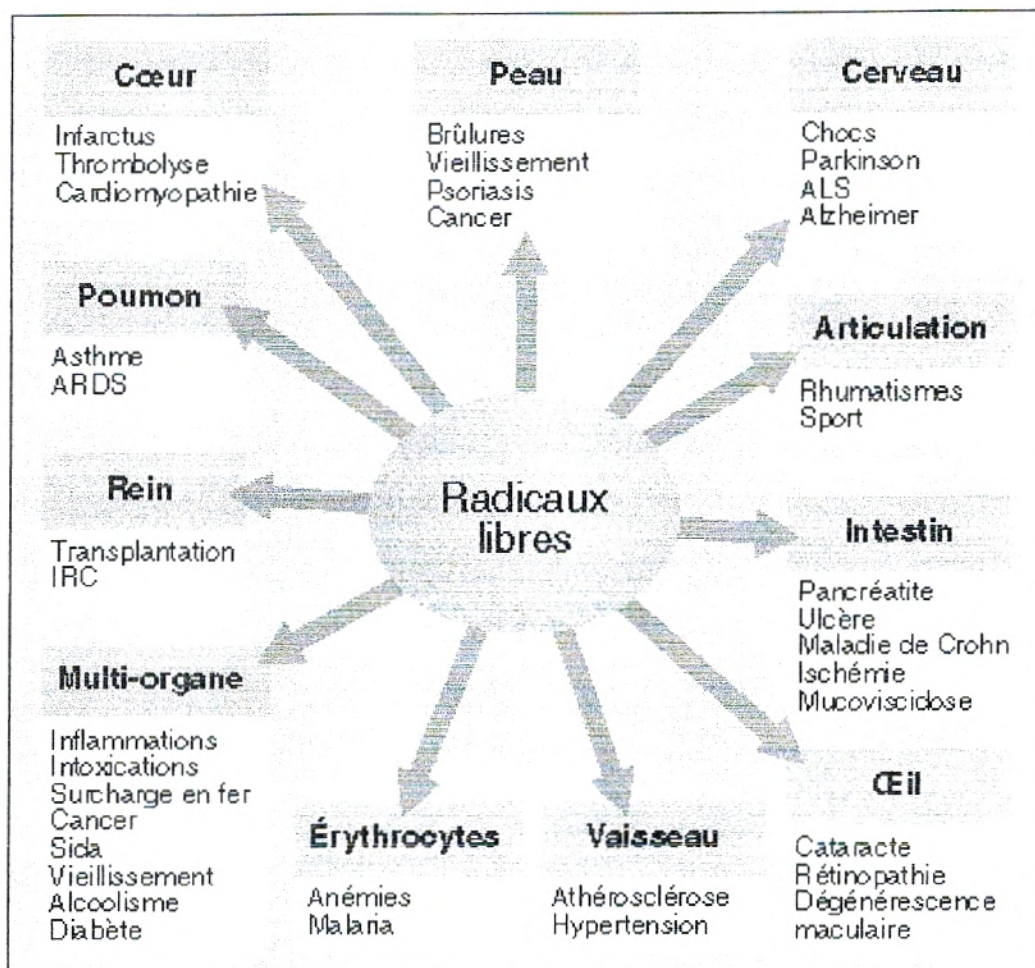 Cœur
Infarctus
Thrombolyse
Cardiomyopathie
Peau
Brûlures
Vieillissement
Psoriasis
Cancer
Cerveau
Chocs
Parkinson
ALS
Alzheimer
Poumon
Asthme
ARDS
Articulation
Rhumatismes
Sport
Radicaux
libres
Rein
Transplantation
IRC
Intestin
Pancréatite
Ulcère
Maladie de Crohn
Ischémie
Mucoviscidose
Multi-organe
Inflammations
Intoxications
Surcharge en fer
Cancer
Sida
Vieillissement
Alcoolisme
Diabète
Érythrocytes
Anémies
Malaria
Vaisseau
Athérosclérose
Hypertension
Œil
Cataracte
Rétinopathie
Dégénérescence
maculaire